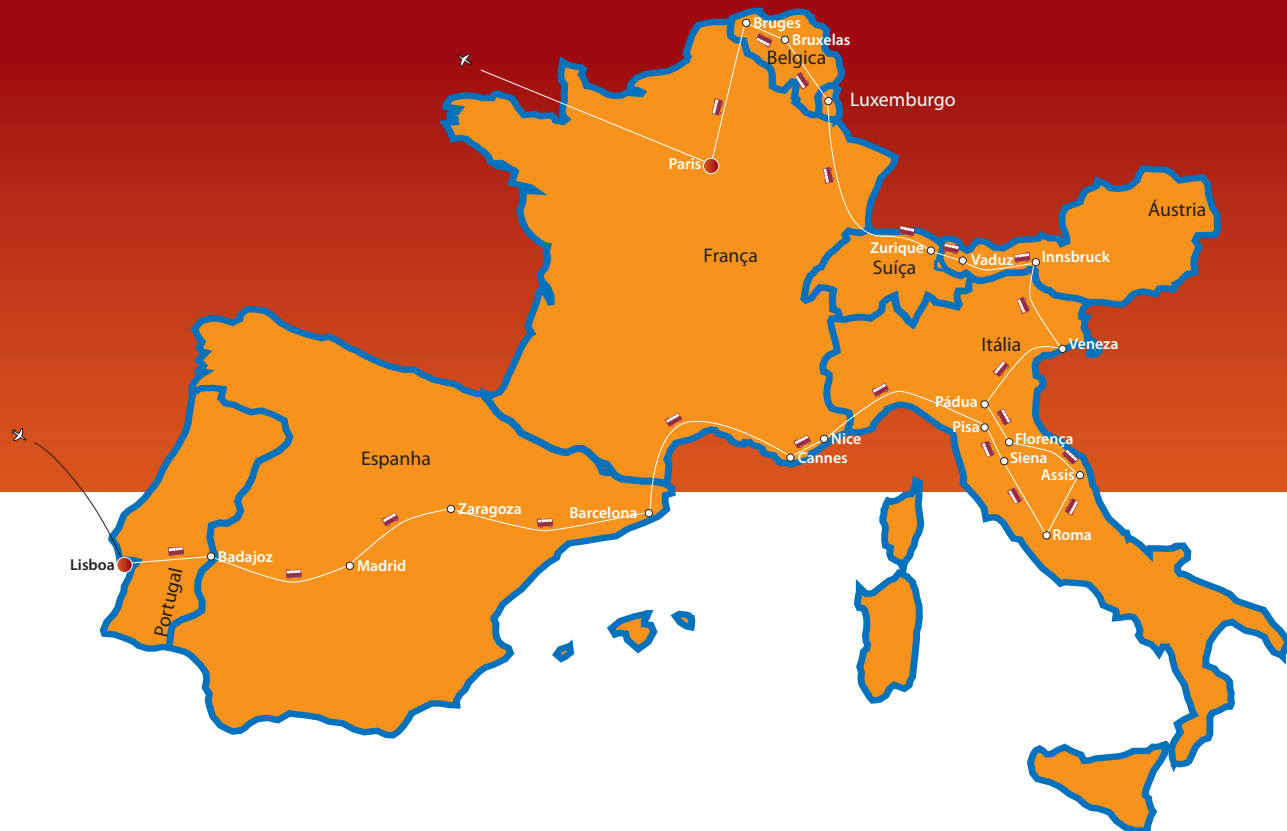 Bruges
Bruxelas
Belgica
Luxemburgo
Paris
Áustria
França
Zurique
Suíça
Vaduz
Innsbruck
Itália
Veneza
Pádua
Pisa
Florença
Nice
Cannes
Siena
Assis
Espanha
Zaragoza
Barcelona
Roma
Lisboa
Badajoz
Madrid
Portugal